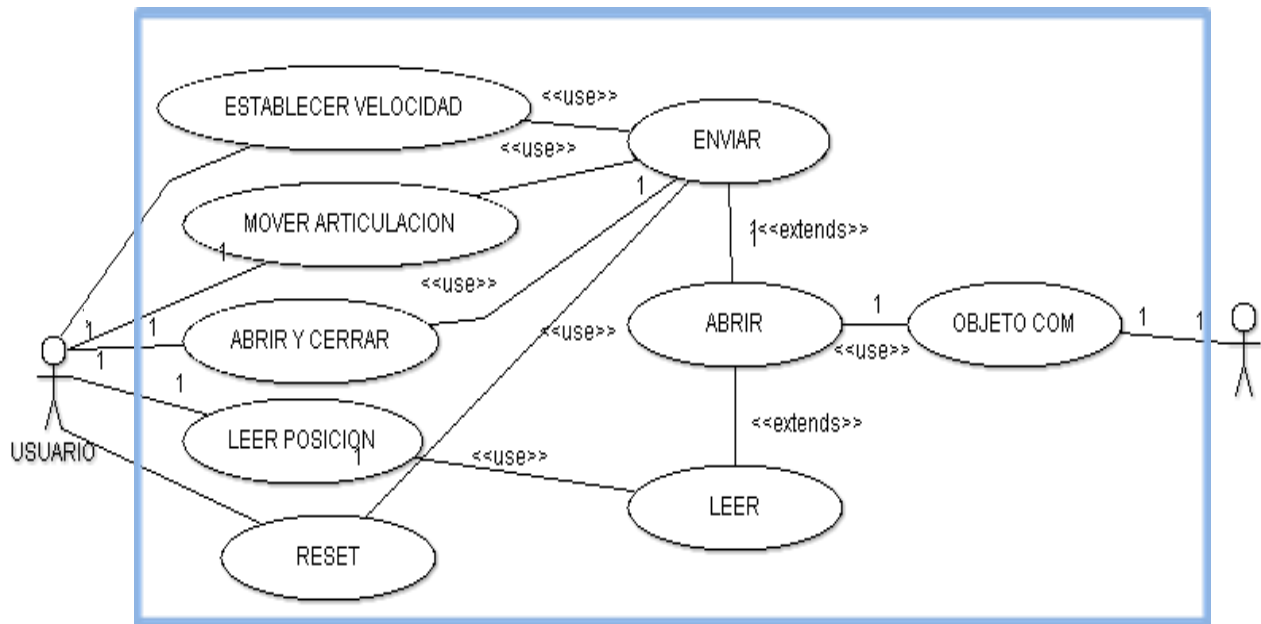 ESTABLECER VELOCIDAD
<<use>>
ENVIAR
<<use>>
1
MOVER ARTICULACION
1
1<<extends>>
<<use>>
1
1
ABRIR Y CERRAR
<<use>>
ABRIR
1
<<use>>
OBJETO COM
1
1
1
1
USUARIO
LEER POSICION
1
<<use>>
<<extends>>
LEER
RESET